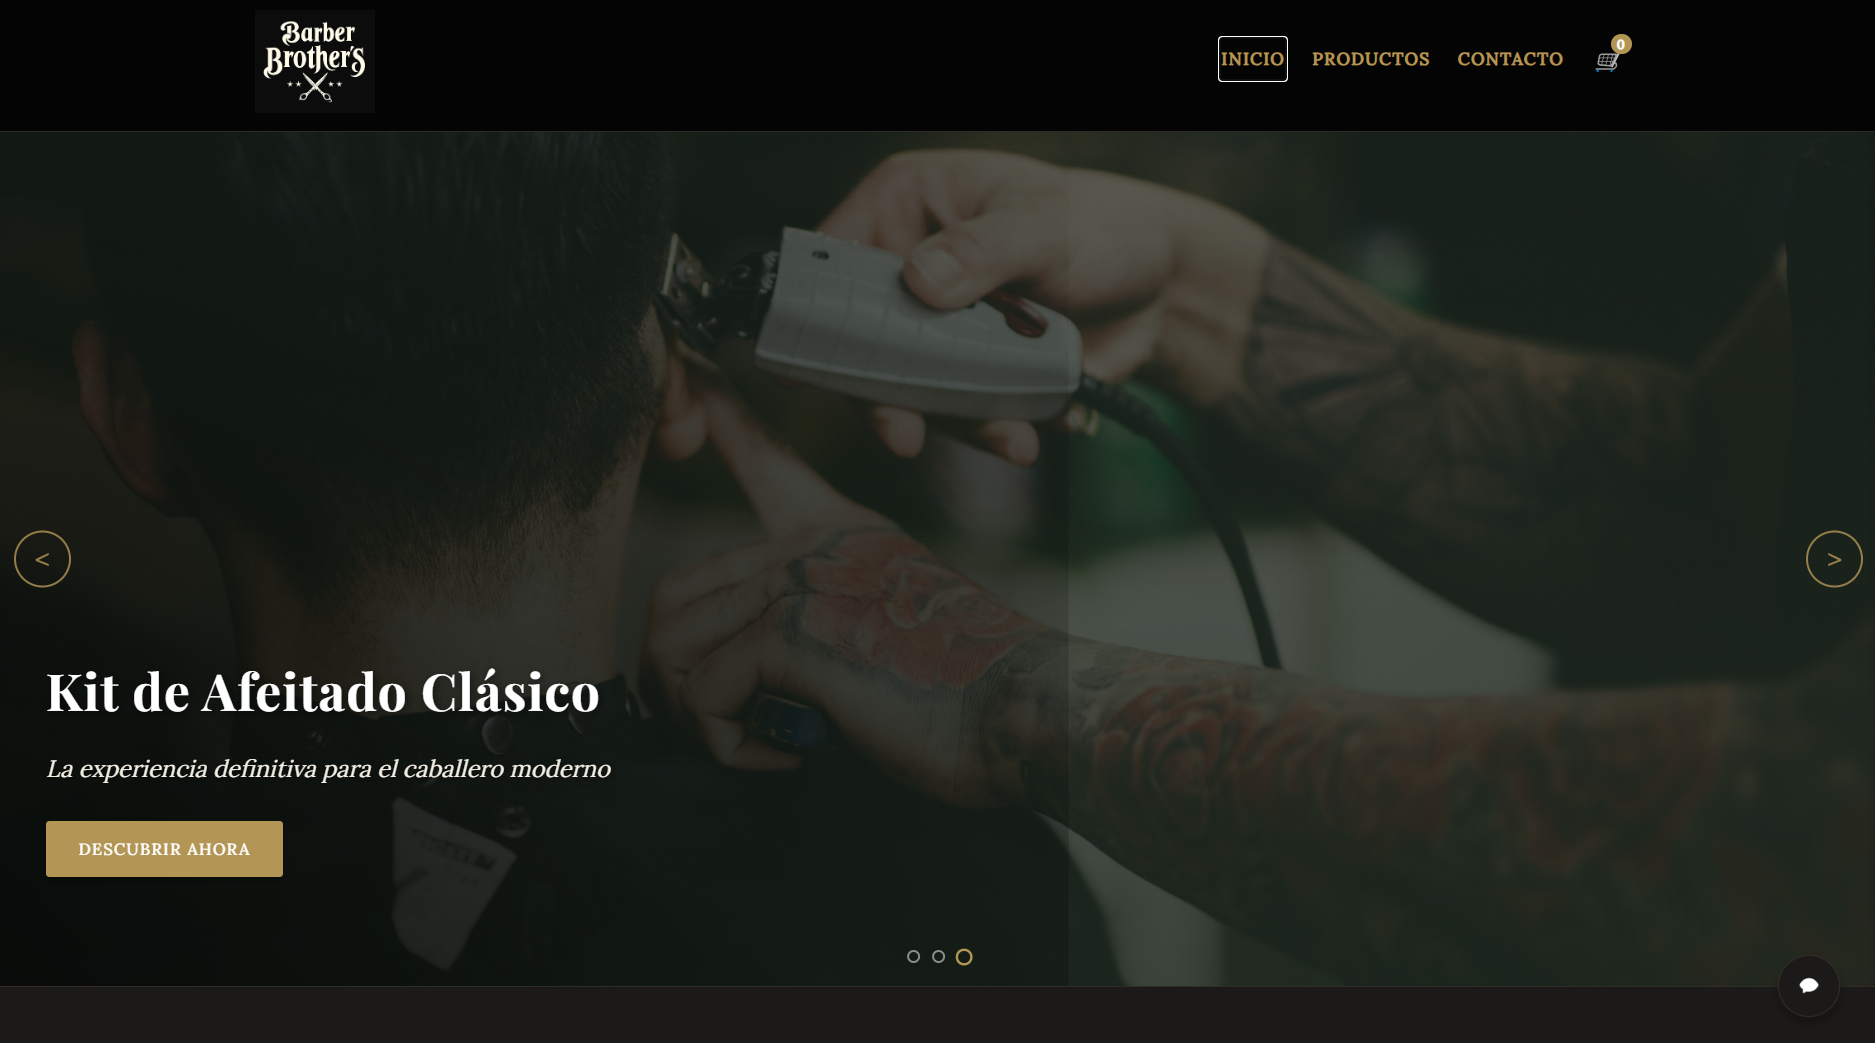 Barber
Brother's
INICIO
PRODUCTOS
CONTACTO
0
<
>
Kit de Afeitado Clásico
La experiencia definitiva para el caballero moderno
DESCUBRIR AHORA